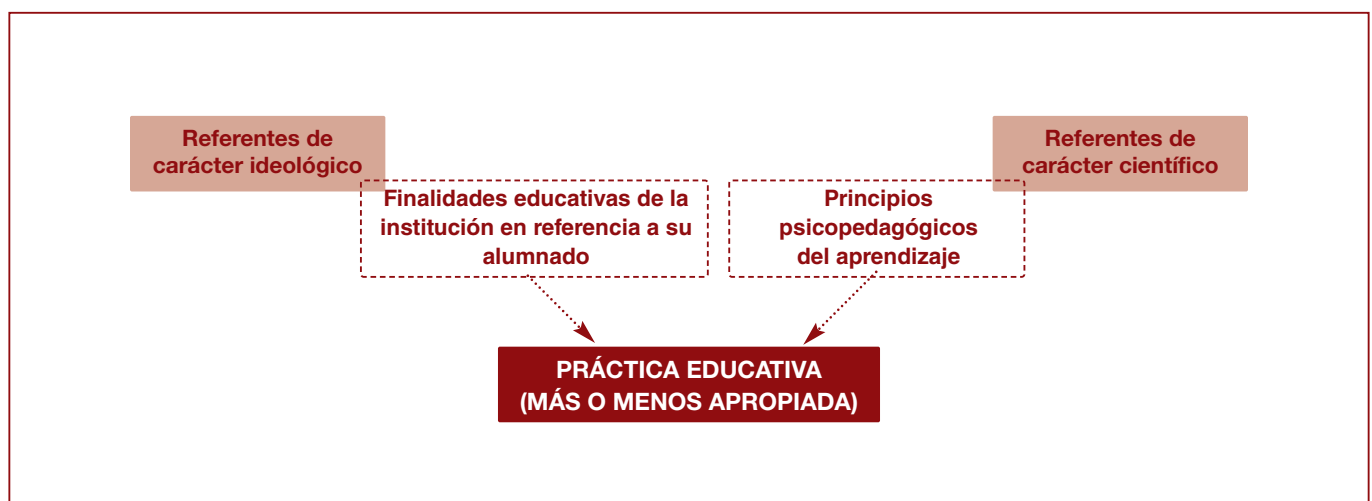 Referentes de
carácter ideológico
Referentes de
carácter científico
Finalidades educativas de la
institución en referencia a su
alumnado
Principios
psicopedagógicos
del aprendizaje
PRÁCTICA EDUCATIVA
(MÁS O MENOS APROPIADA)